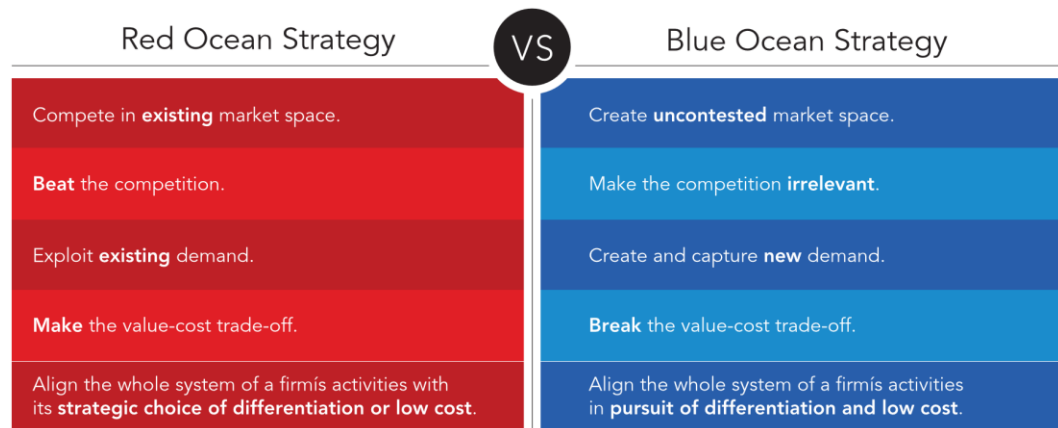 Red Ocean Strategy
VS
Blue Ocean Strategy
Compete in existing market space.
Create uncontested market space.
Beat the competition.
Make the competition irrelevant.
Exploit existing demand.
Create and capture new demand.
Make the value-cost trade-off.
Break the value-cost trade-off.
Align the whole system of a firmís activities with
its strategic choice of differentiation or low cost.
Align the whole system of a firmís activities
in pursuit of differentiation and low cost.